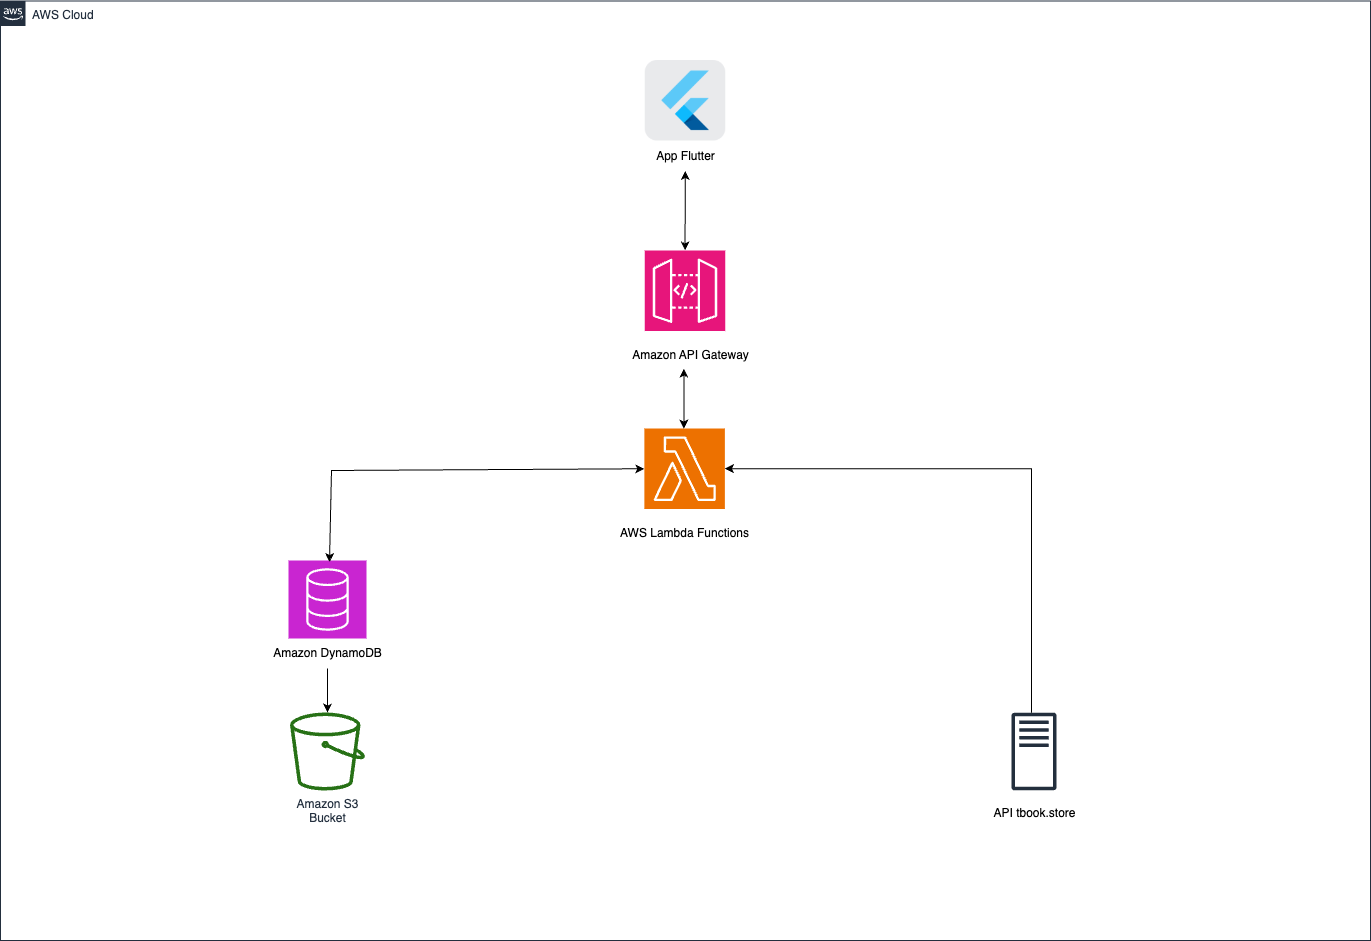 aws
AWS Cloud
App Flutter
</>
Amazon API Gateway
AWS Lambda Functions
Amazon DynamoDB
Amazon S3
Bucket
API tbook.store